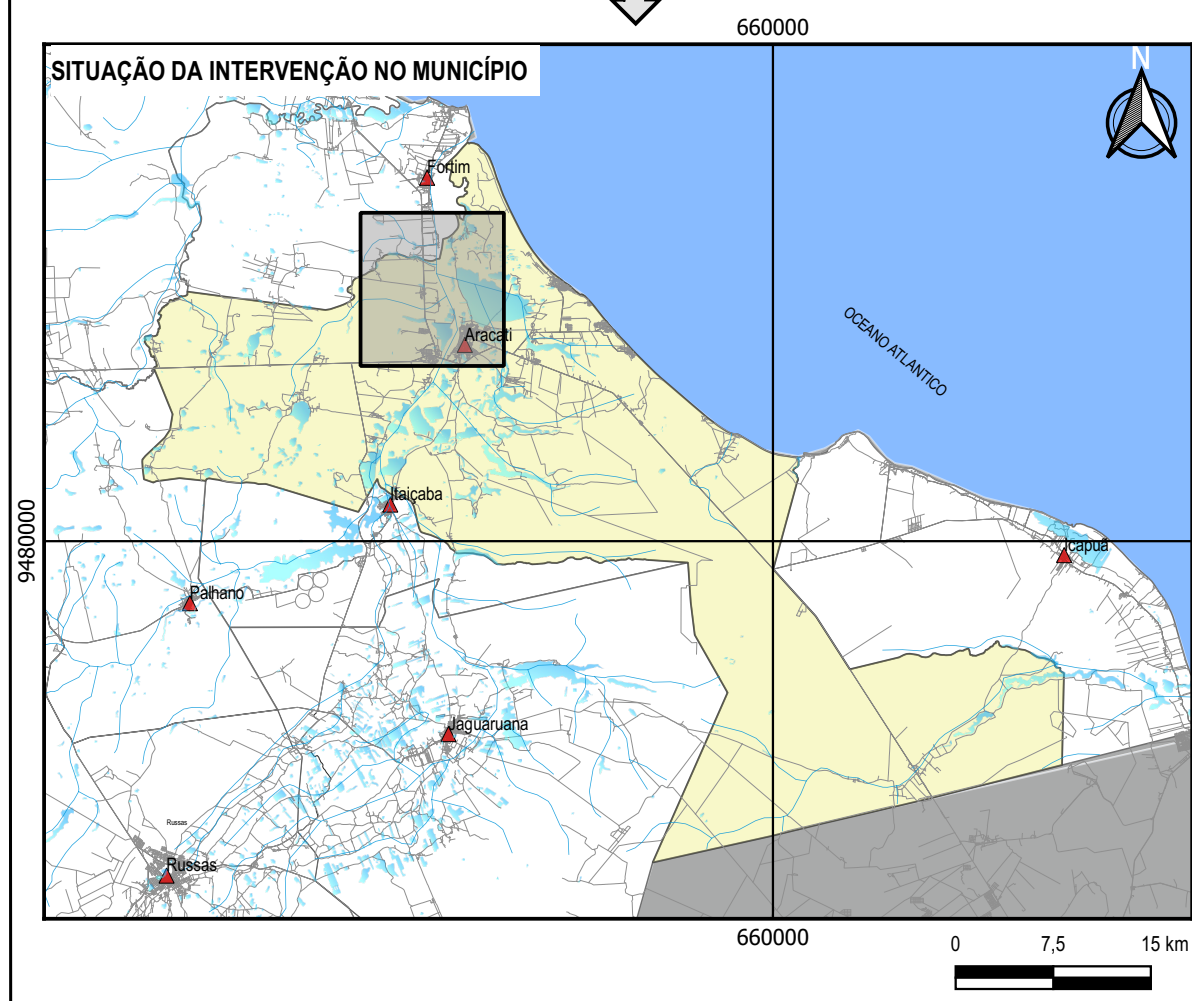 660000
SITUAÇÃO DA INTERVENÇÃO NO MUNICÍPIO
N
Fortim
OCEANO ATLANTICO
Aracati
Itaiçaba
9480000
Icapuá
Palhano
Jaguaruana
Russas
Russas
660000
0 7,5 15 km